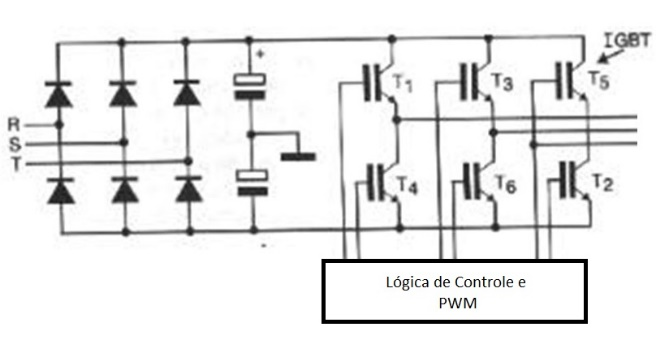 IGBT
+
T1
T3
T5
R
S
T
T4
T6
T2
Lógica de Controle e
PWM